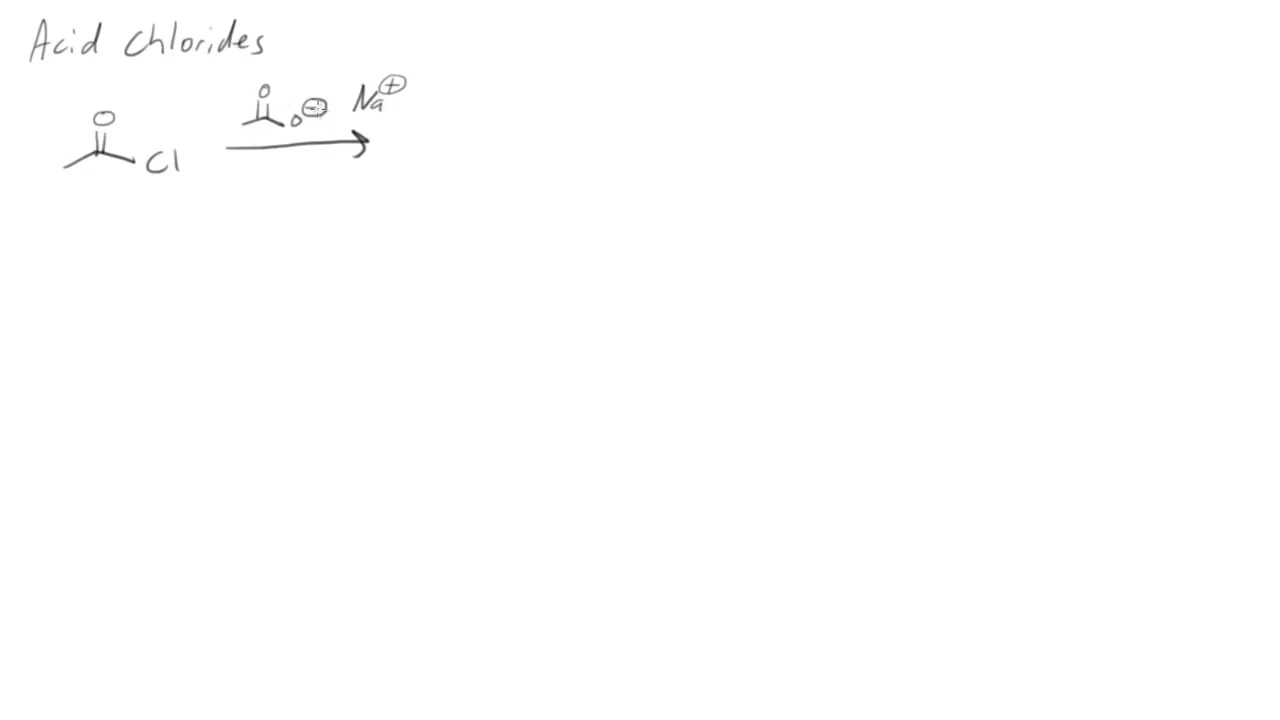 Acid Chlorides
O O ⊖ Na⊕
O Cl